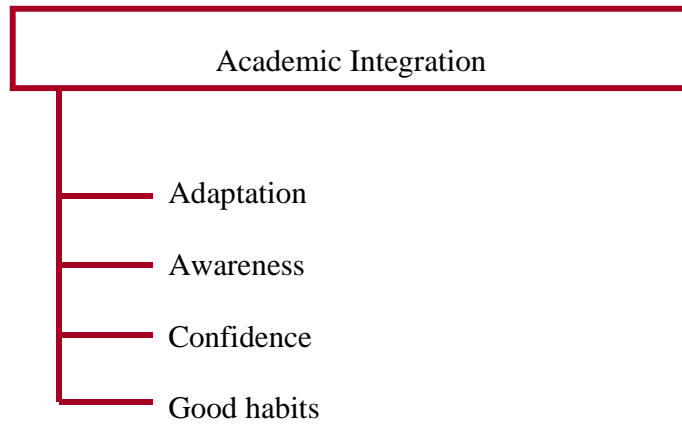 Academic Integration
Adaptation
Awareness
Confidence
Good habits